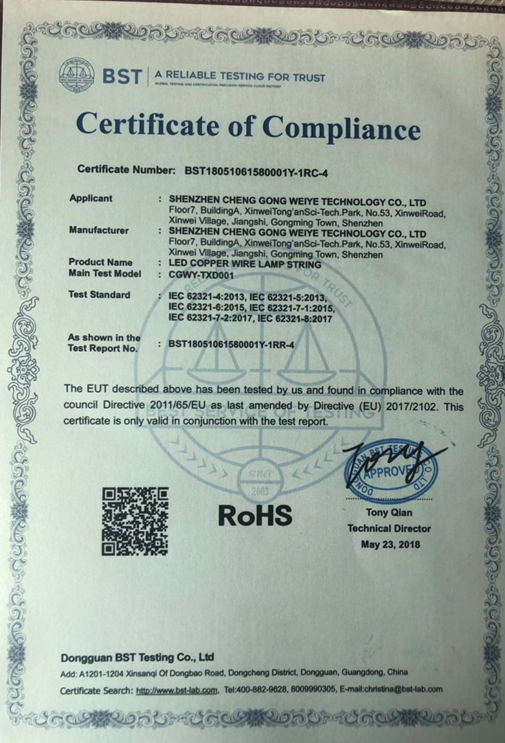 BST
A RELIABLE TESTING FOR TRUST
Certificate of Compliance
Certificate Number: BST18051061580001Y-1RC-4
Applicant : SHENZHEN CHENG GONG WEIYE TECHNOLOGY CO., LTD
Floor7, BuildingA, XinweiTong'anSci-Tech.Park, No.53, XinweiRoad,
Xinwei Village, Jiangshi, Gongming Town, Shenzhen
Manufacturer : SHENZHEN CHENG GONG WEIYE TECHNOLOGY CO., LTD
Floor7, BuildingA, XinweiTong'anSci-Tech.Park, No.53, XinweiRoad,
Xinwei Village, Jiangshi, Gongming Town, Shenzhen
Product Name : LED COPPER WIRE LAMP STRING
Main Test Model : CGWY-TXD001
Test Standard : IEC 62321-4:2013, IEC 62321-5:2013,
IEC 62321-6:2015, IEC 62321-7-1:2015,
IEC 62321-7-2:2017, IEC 62321-8:2017
As shown in the
Test Report No. : BST18051061580001Y-1RR-4
The EUT described above has been tested by us and found in compliance with the
council Directive 2011/65/EU as last amended by Directive (EU) 2017/2102. This
certificate is only valid in conjunction with the test report.
BEST SERVICE OF TESTING
since
2003
APPROVED
RoHS
Tony Qian
Technical Director
May 23, 2018
Dongguan BST Testing Co., Ltd
Add: A1201-1204 Xinsanqi Of Dongbao Road, Dongcheng District, Dongguan, Guangdong, China
Certificate Search: http://www.bst-lab.com, Tel:400-882-9628, 8009990305, E-mail:christina@bst-lab.com